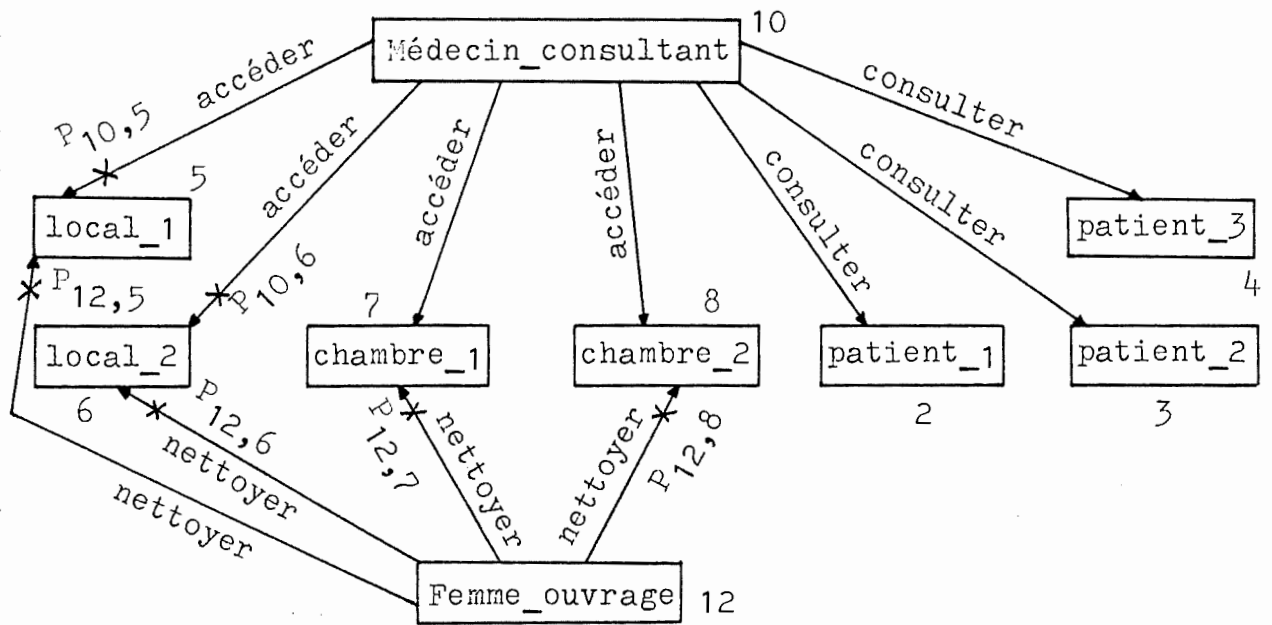 10
Médecin_consultant
accéder
P10,5
accéder
P10,6
accéder
accéder
consulter
consulter
consulter
5
local_1
patient_3
4
P12,5
7
8
local_2
chambre_1
chambre_2
patient_1
patient_2
6
2
3
P12,6
nettoyer
P12,7
nettoyer
nettoyer
P12,8
nettoyer
Femme_ouvrage
12